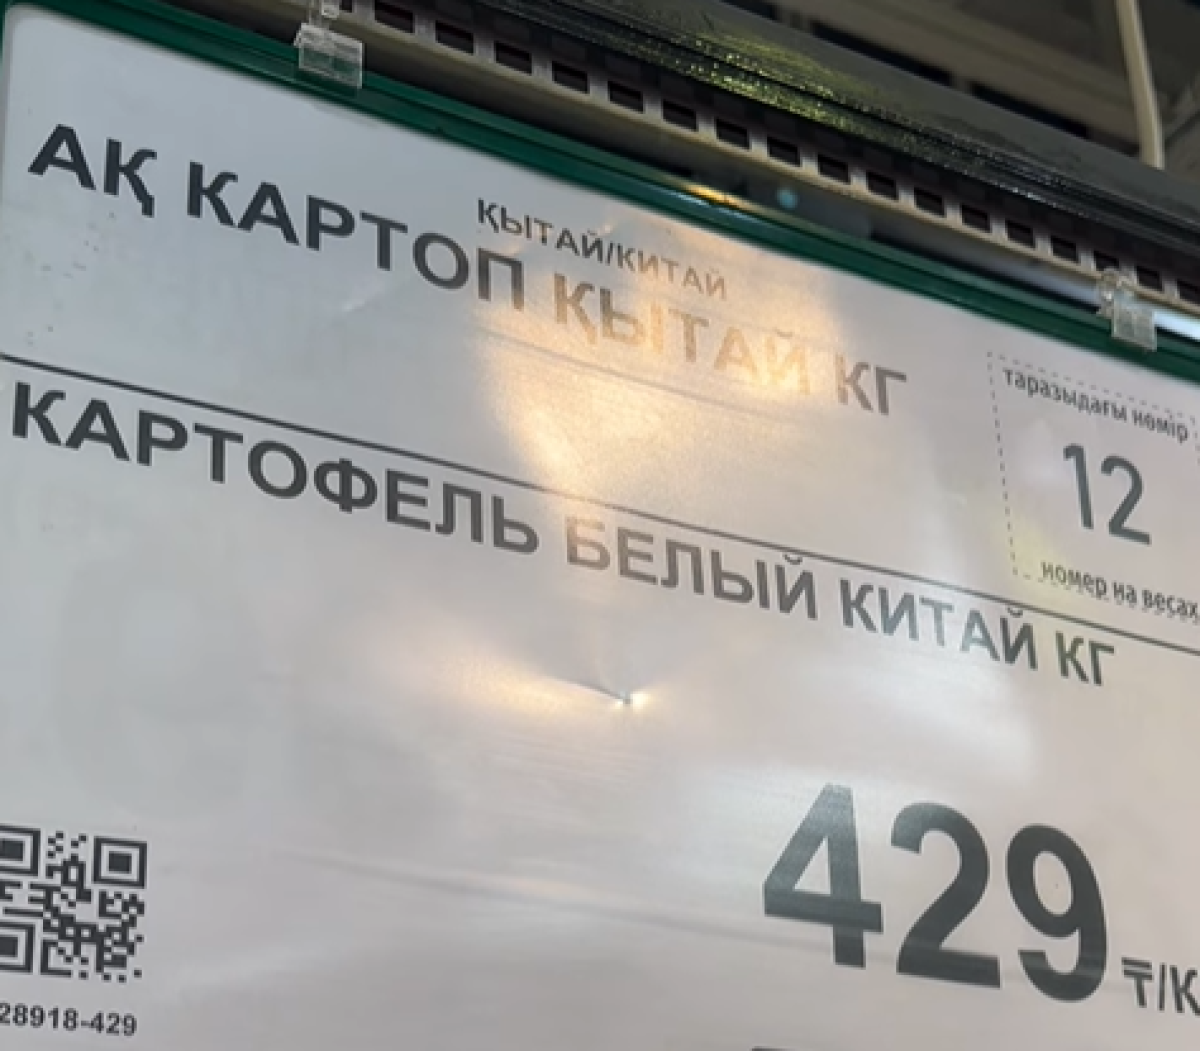 ҚЫТАЙ/КИТАЙ
АҚ КАРТОП ҚЫТАЙ КГ
таразыдағы нөмір
12
номер на весах
КАРТОФЕЛЬ БЕЛЫЙ КИТАЙ КГ
429 ₸/К
28918-429